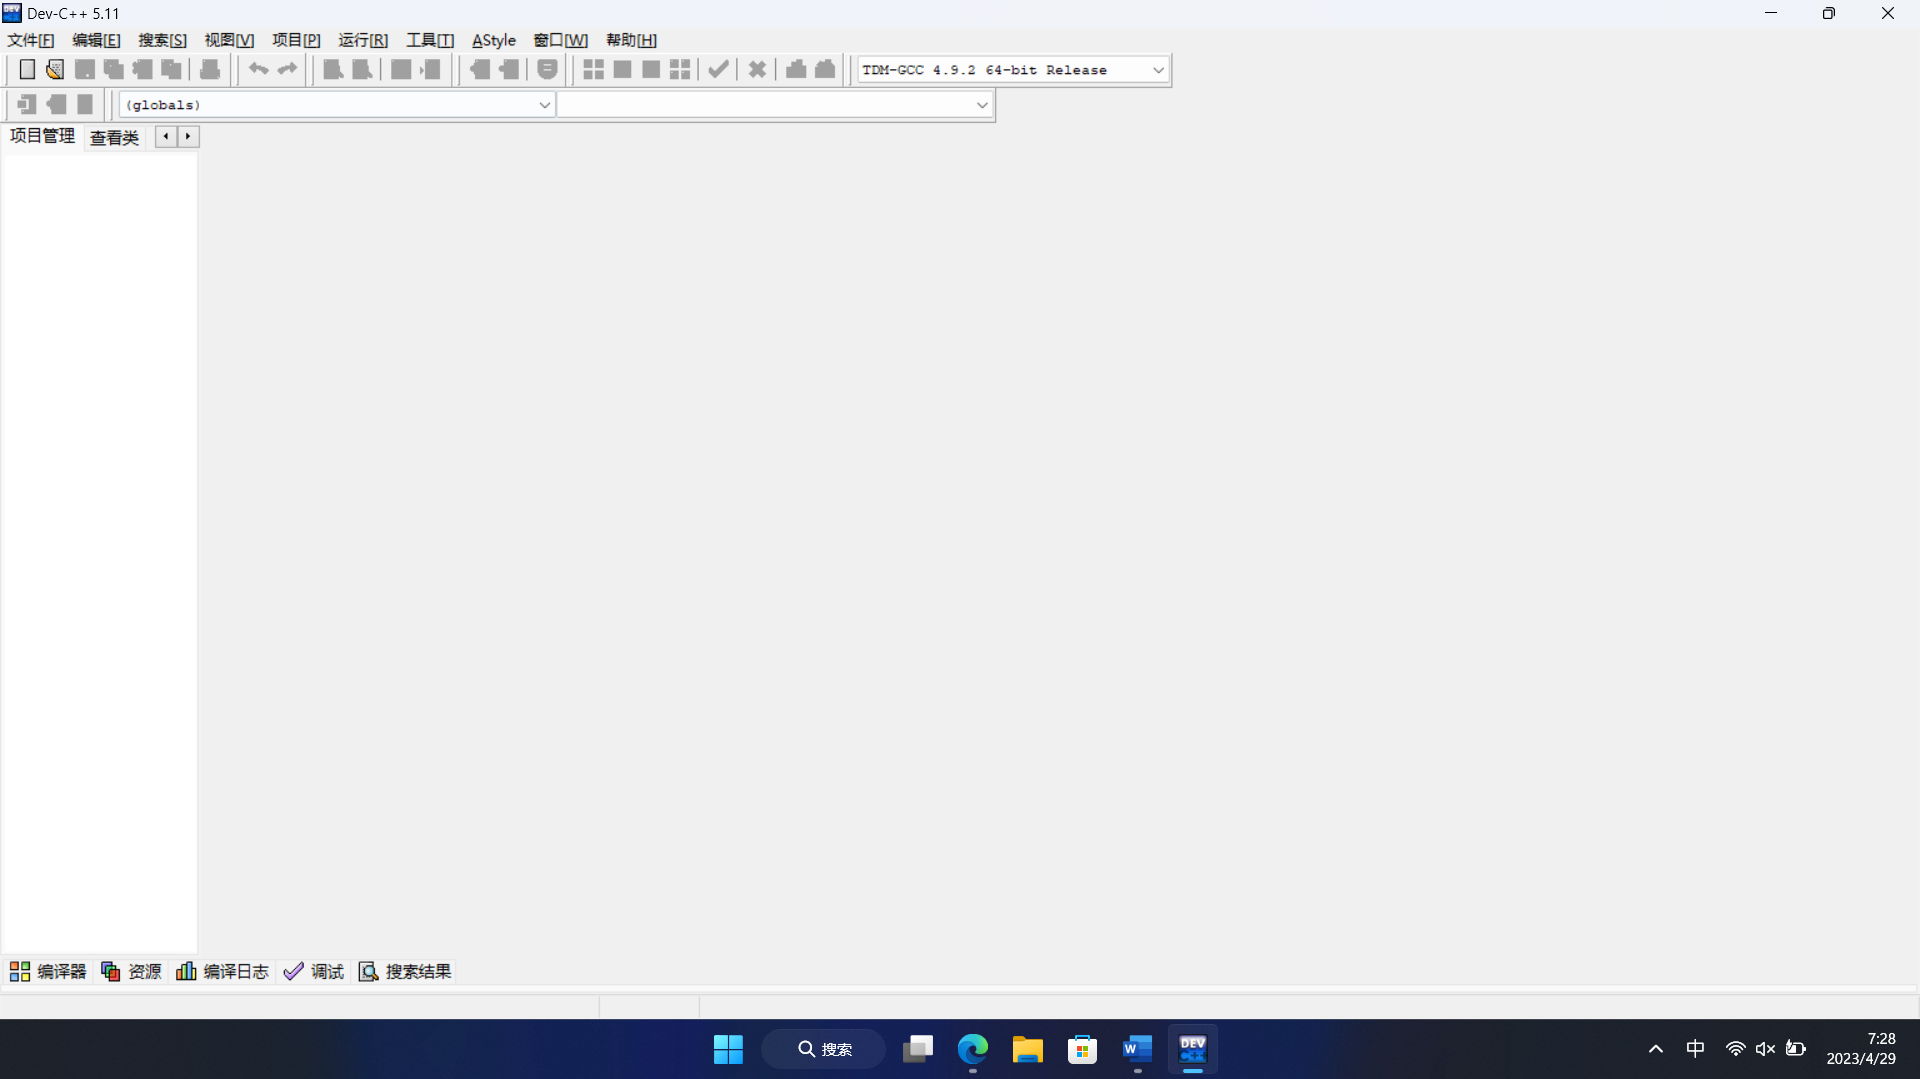 Dev-C++ 5.11
文件[F] 编辑[E] 搜索[S] 视图[V] 项目[P] 运行[R] 工具[T] AStyle 窗口[W] 帮助[H]
TDM-GCC 4.9.2 64-bit Release
(globals)
项目管理 查看类
编译器 资源 编译日志 调试 搜索结果
搜索
W
DEV C++
中
7:28
2023/4/29